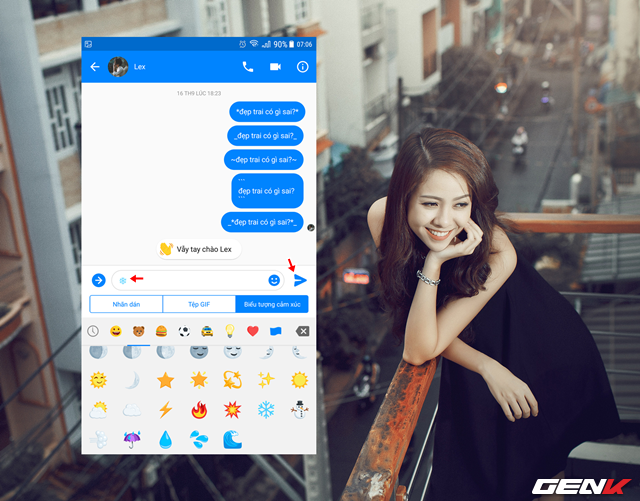 90% 07:06
Lex
16 TH9 LÚC 18:23
*đẹp trai có gì sai?*
_đẹp trai có gì sai?_
~đẹp trai có gì sai?~
```
đẹp trai có gì sai?
```
_*đẹp trai có gì sai?*_
Vẫy tay chào Lex
Nhãn dán
Tệp GIF
Biểu tượng cảm xúc
GENK